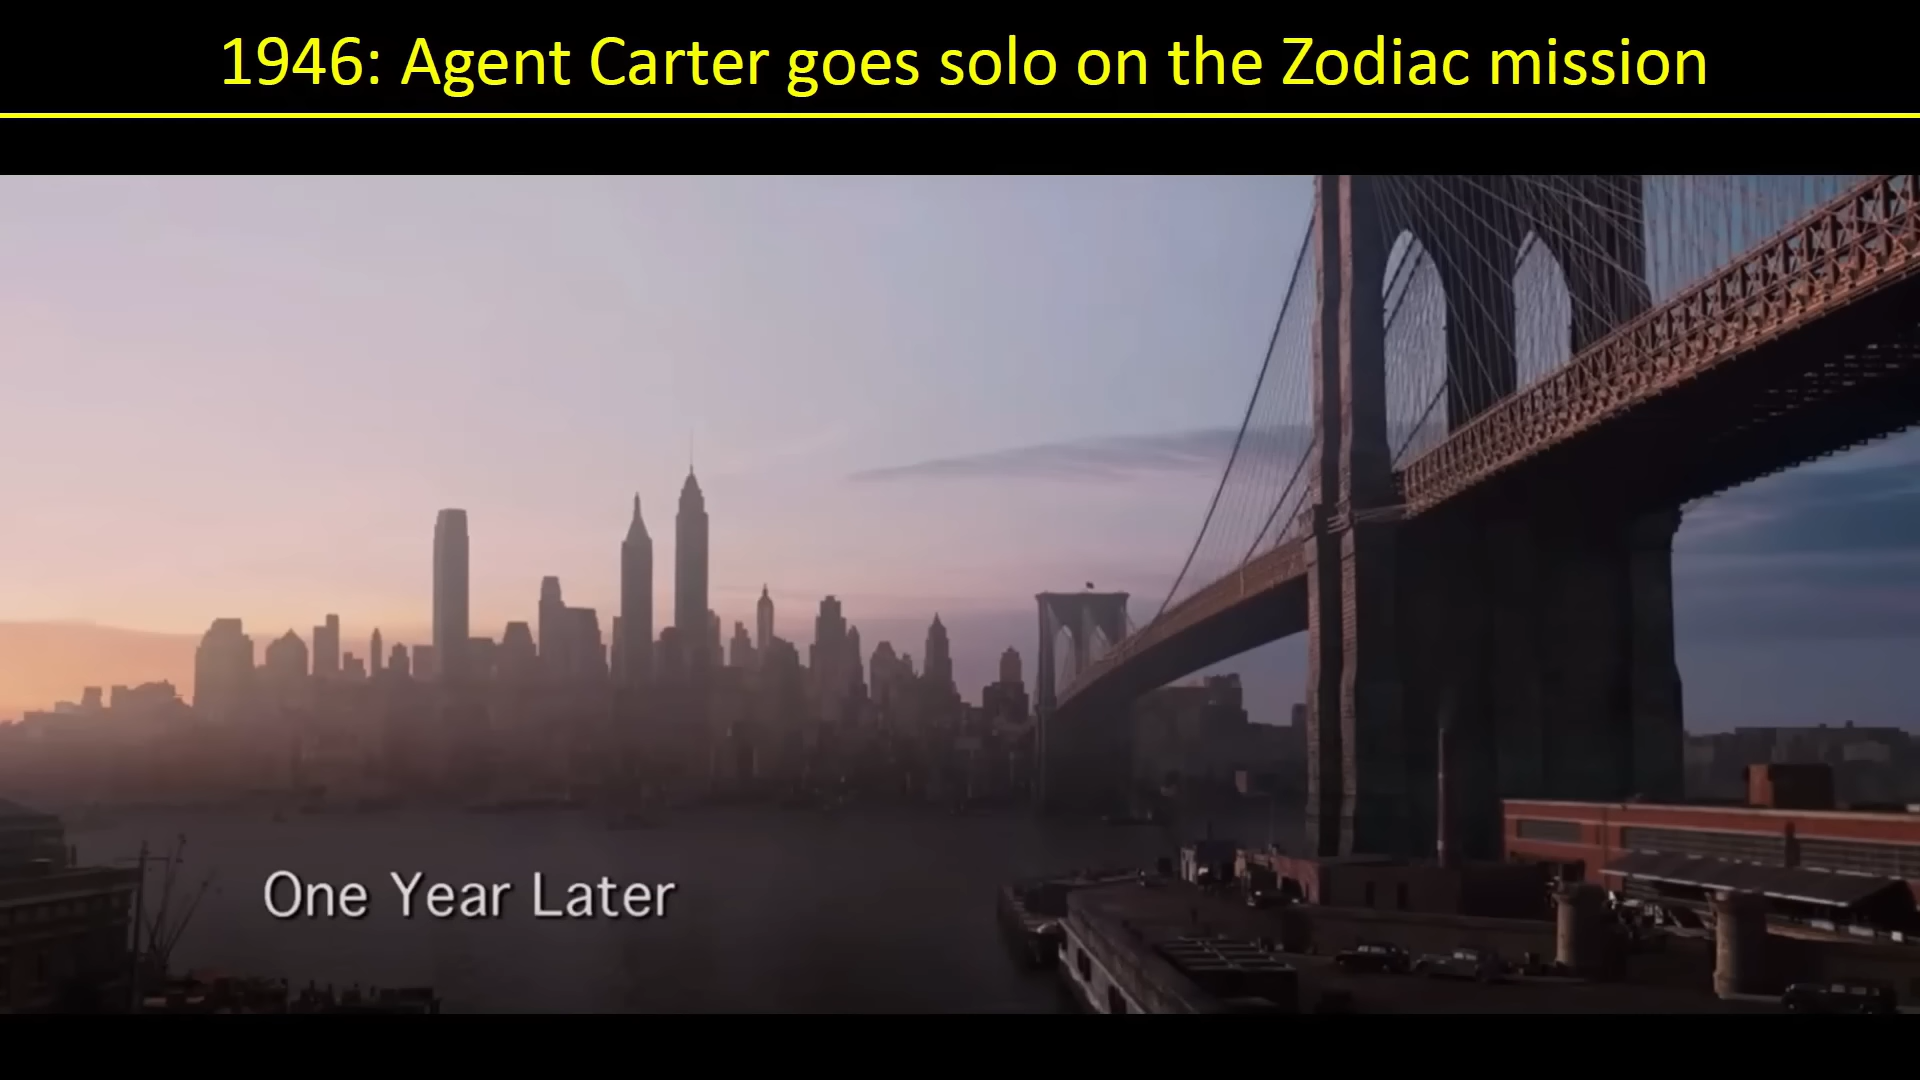 1946: Agent Carter goes solo on the Zodiac mission
One Year Later